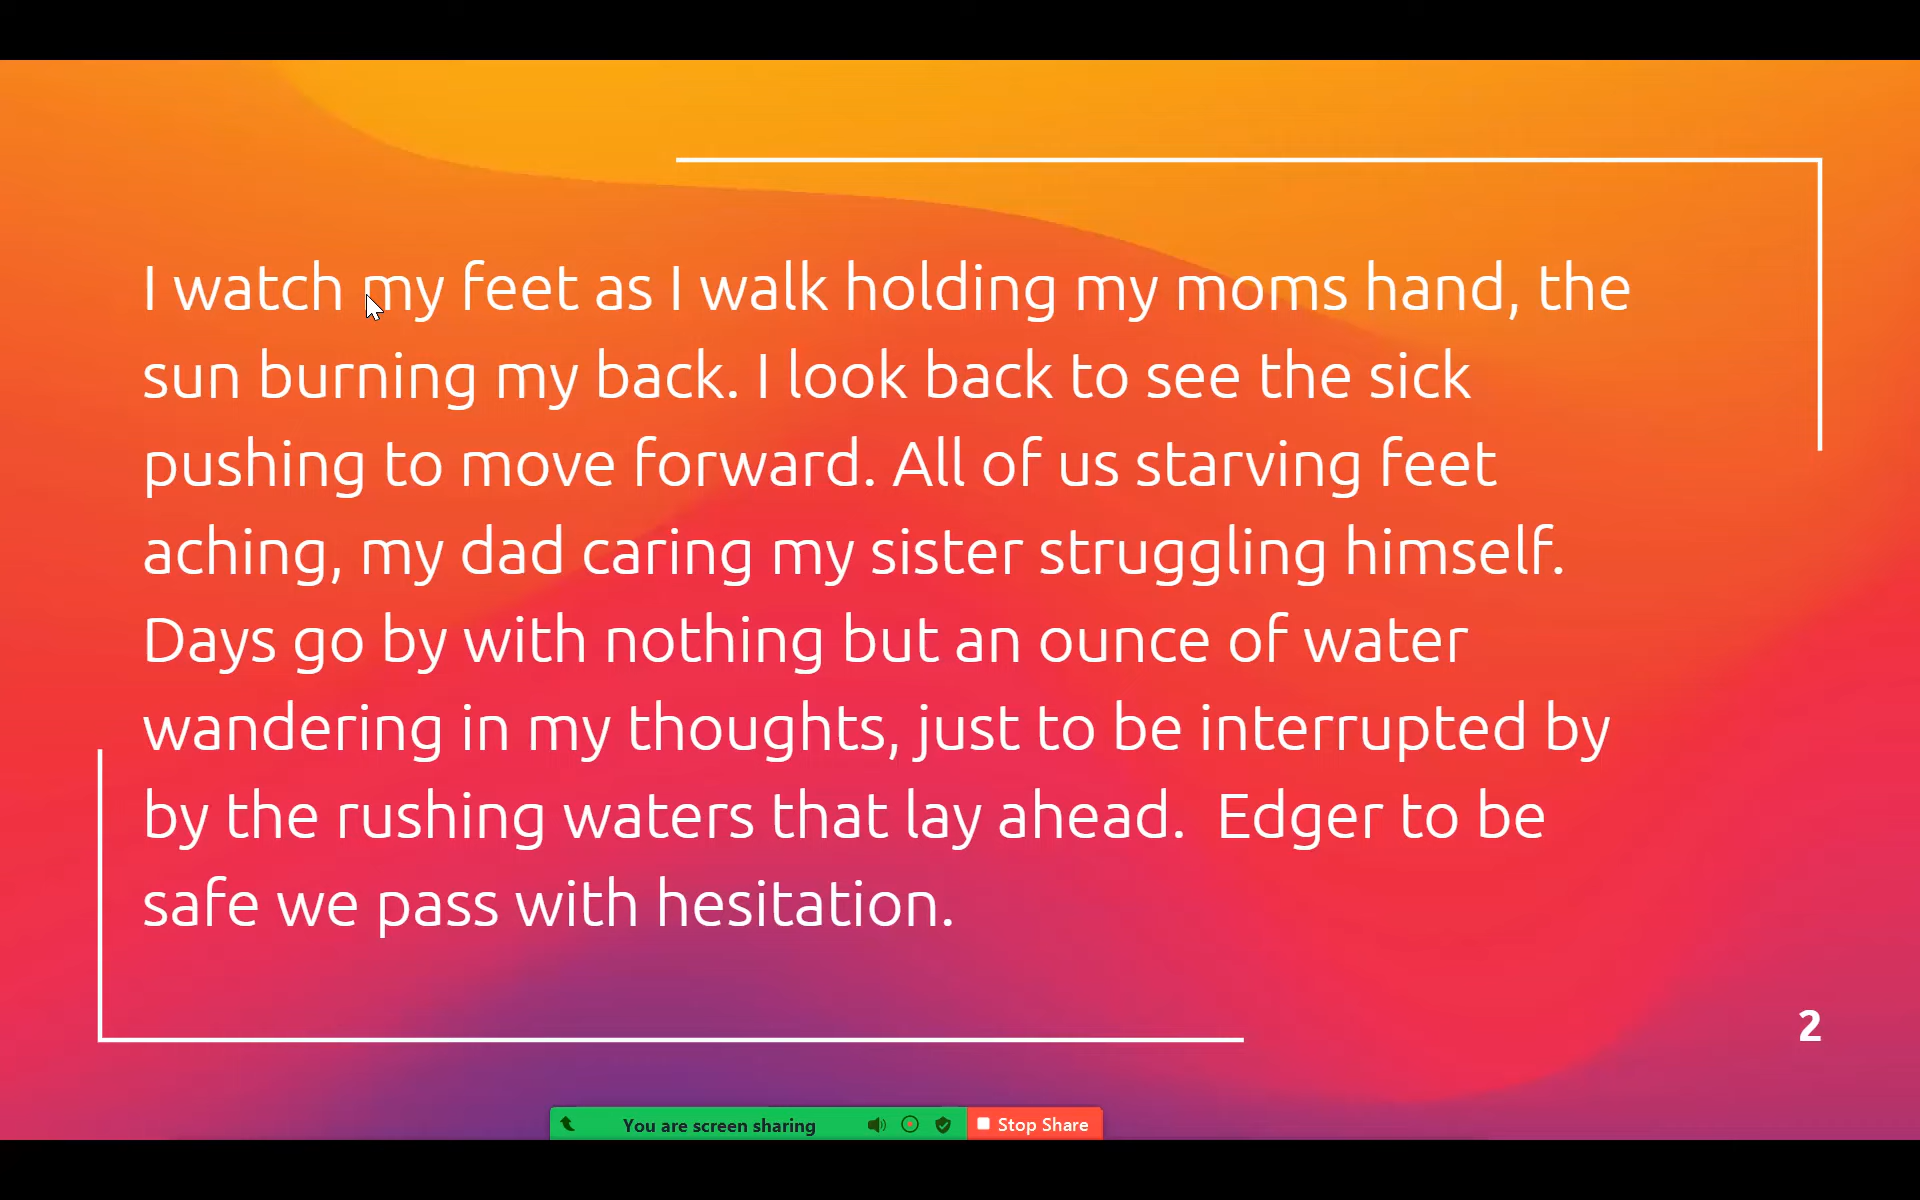 I watch my feet as I walk holding my moms hand, the
sun burning my back. I look back to see the sick
pushing to move forward. All of us starving feet
aching, my dad caring my sister struggling himself.
Days go by with nothing but an ounce of water
wandering in my thoughts, just to be interrupted by
by the rushing waters that lay ahead.  Edger to be
safe we pass with hesitation.
2
You are screen sharing
Stop Share